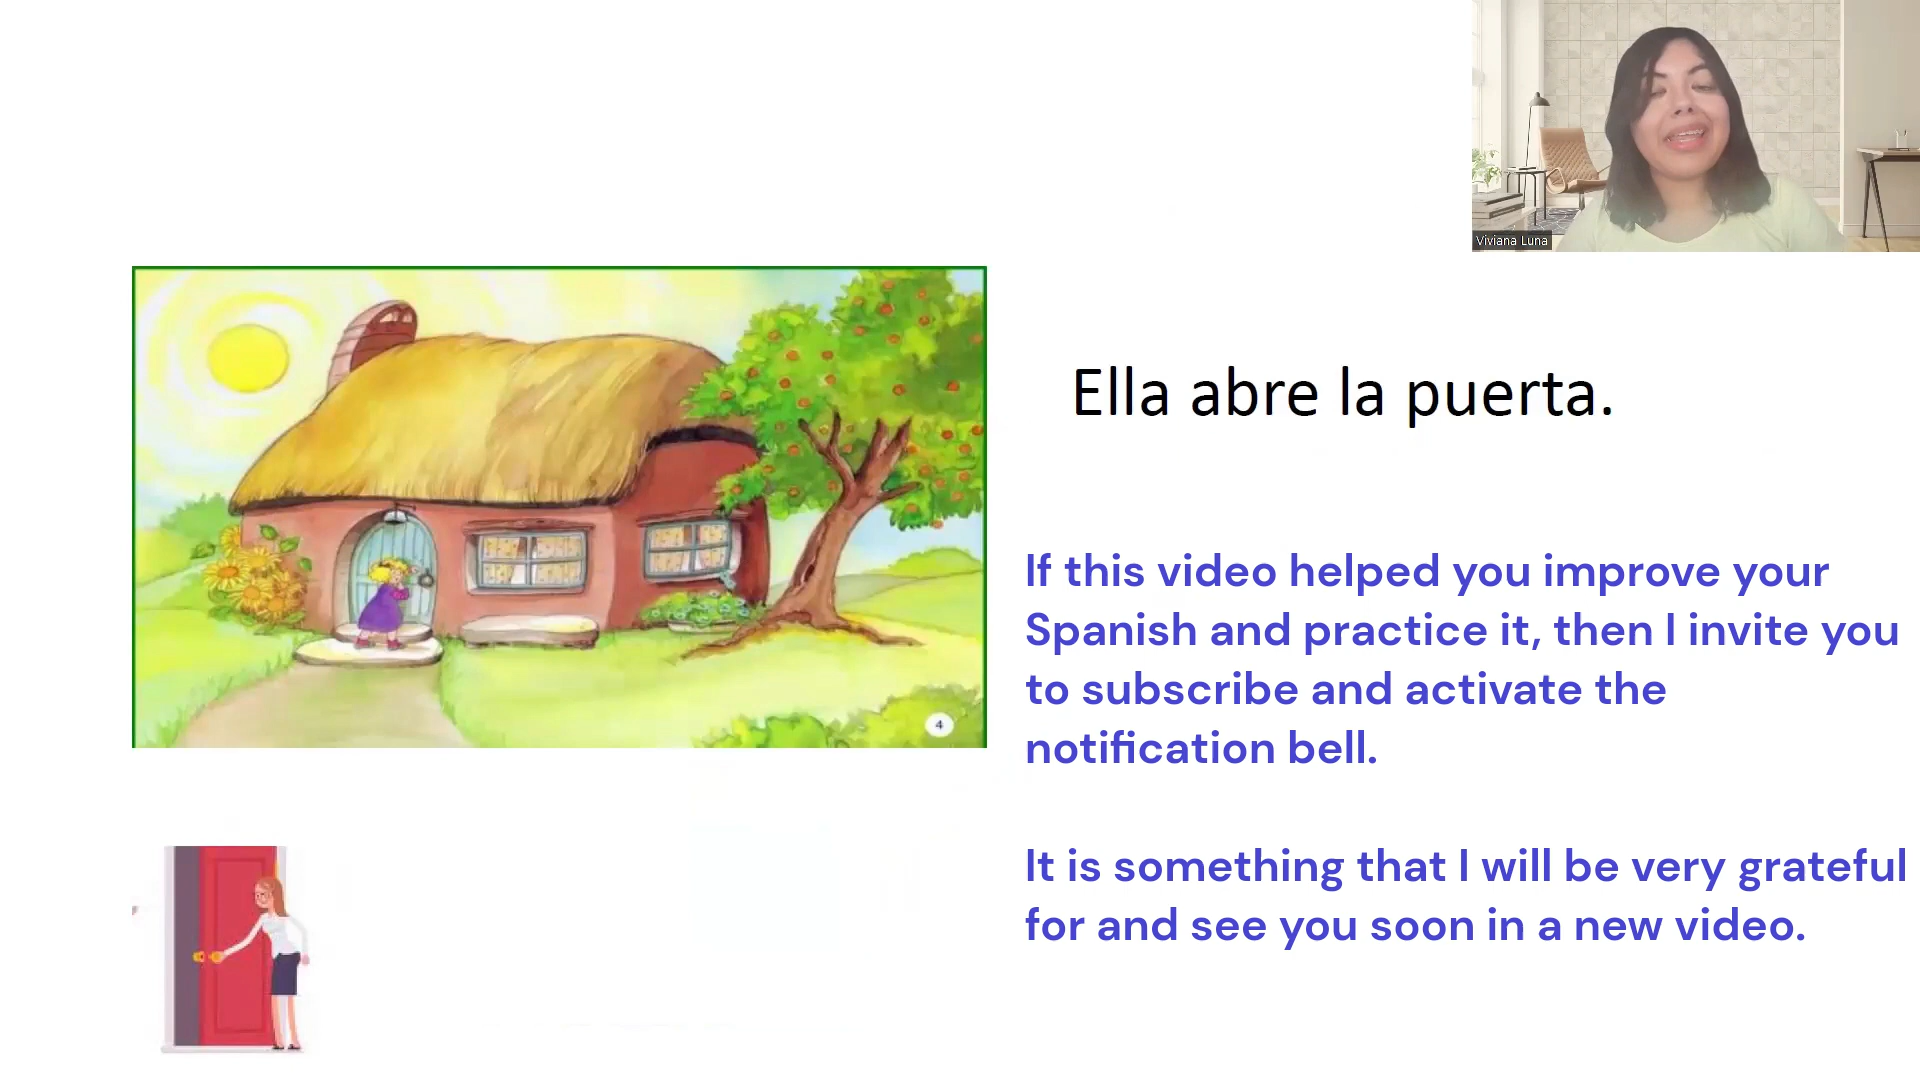 Viviana Luna
Ella abre la puerta.
If this video helped you improve your
Spanish and practice it, then I invite you
to subscribe and activate the
notification bell.
It is something that I will be very grateful
for and see you soon in a new video.
4